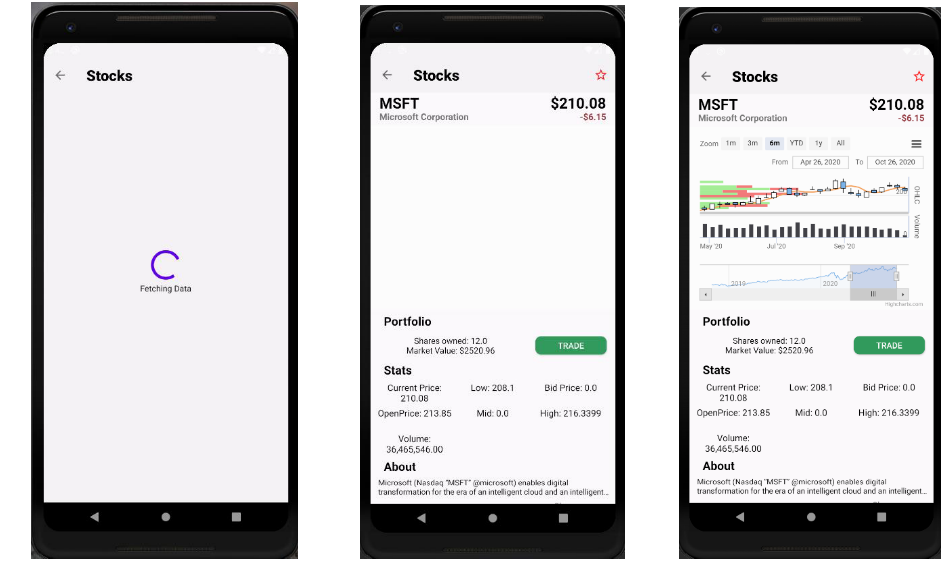 Stocks
Fetching Data
Stocks
MSFT $210.08
Microsoft Corporation -$6.15
Portfolio
Shares owned: 12.0
Market Value: $2520.96
TRADE
Stats
Current Price: Low: 208.1 Bid Price: 0.0
210.08
OpenPrice: 213.85 Mid: 0.0 High: 216.3399
Volume:
36,465,546.00
About
Microsoft (Nasdaq "MSFT" @microsoft) enables digital
transformation for the era of an intelligent cloud and an intelligent...
Stocks
MSFT $210.08
Microsoft Corporation -$6.15
Zoom 1m 3m 6m YTD 1y All
From Apr 26, 2020 To Oct 26, 2020
200
OHLC
Volume
May '20 Jul '20 Sep '20
2019 2020
Highcharts.com
Portfolio
Shares owned: 12.0
Market Value: $2520.96
TRADE
Stats
Current Price: Low: 208.1 Bid Price: 0.0
210.08
OpenPrice: 213.85 Mid: 0.0 High: 216.3399
Volume:
36,465,546.00
About
Microsoft (Nasdaq "MSFT" @microsoft) enables digital
transformation for the era of an intelligent cloud and an intelligent...